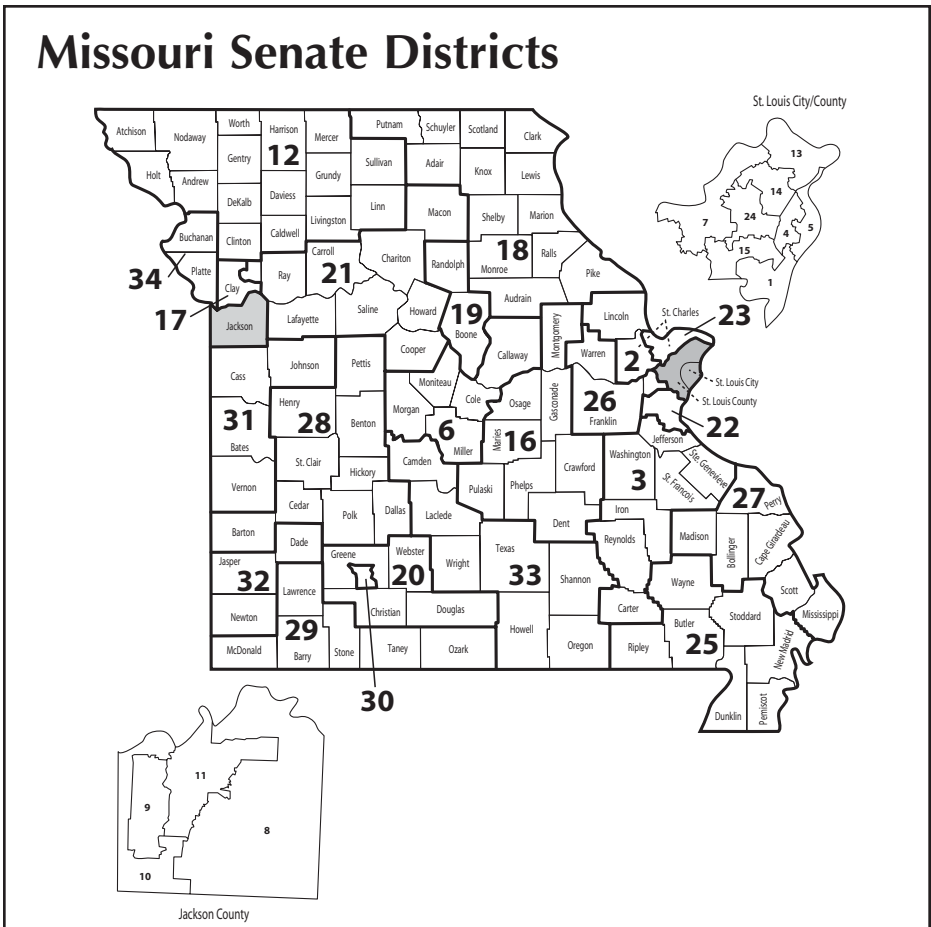 Missouri Senate Districts
St. Louis City/County
13
14
7
24
4
5
15
1
Atchison
Nodaway
Worth
Harrison
Mercer
Putnam
Schuyler
Scotland
Clark
Gentry
12
Sullivan
Adair
Knox
Lewis
Holt
Andrew
Grundy
DeKalb
Daviess
Linn
Macon
Shelby
Marion
Livingston
Buchanan
Clinton
Caldwell
Carroll
Chariton
Randolph
18
Monroe
Ralls
Pike
34
Platte
Clay
Ray
21
17
Jackson
Lafayette
Saline
Howard
19
Boone
Audrain
Montgomery
Lincoln
St. Charles
23
Callaway
Warren
2
Cooper
Johnson
Pettis
Cass
Moniteau
Cole
Osage
Gasconade
26
Franklin
St. Louis City
St. Louis County
22
31
Bates
Henry
28
Benton
Morgan
6
Miller
Maries
16
Jefferson
Washington
3
St. Francois
Ste. Genevieve
27
Perry
St. Clair
Hickory
Camden
Crawford
Vernon
Cedar
Polk
Dallas
Laclede
Pulaski
Phelps
Dent
Iron
Reynolds
Madison
Bollinger
Cape Girardeau
Barton
Dade
Greene
Webster
20
Wright
Texas
33
Shannon
Wayne
Scott
Mississippi
Jasper
32
Lawrence
Newton
Christian
Douglas
Carter
Butler
25
Stoddard
New Madrid
29
Barry
McDonald
Stone
Taney
Ozark
Howell
Oregon
Ripley
30
Dunklin
Pemiscot
11
9
8
10
Jackson County